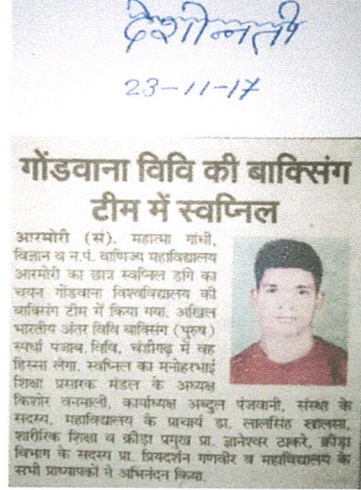 देशोन्नती
23-11-17
गोंडवाना विवि की बाक्सिंग
टीम में स्वप्निल
आरमोरी (सं). महात्मा गांधी,
विज्ञान व न.पं. वाणिज्य महाविद्यालय
आरमोरी का छात्र स्वप्निल डांगे का
चयन गोंडवाना विश्वविद्यालय की
बाक्सिंग टीम में किया गया. अखिल
भारतीय अंतर विवि बाक्सिंग (पुरूष)
स्पर्धा पंजाब विवि, चंडीगढ़ में वह
हिस्सा लेगा. स्वप्निल का मनोहरभाई
शिक्षा प्रसारक मंडल के अध्यक्ष
किशोर वनमाली, कार्याध्यक्ष अब्दुल पंजवानी, संस्था के
सदस्य, महाविद्यालय के प्राचार्य डा. लालसिंह खालसा,
शारीरिक शिक्षा व क्रीड़ा प्रमुख प्रा. ज्ञानेश्वर ठाकरे, क्रीड़ा
विभाग के सदस्य प्रा. प्रियदर्शन गणवीर व महाविद्यालय के
सभी प्राध्यापकों ने अभिनंदन किया.